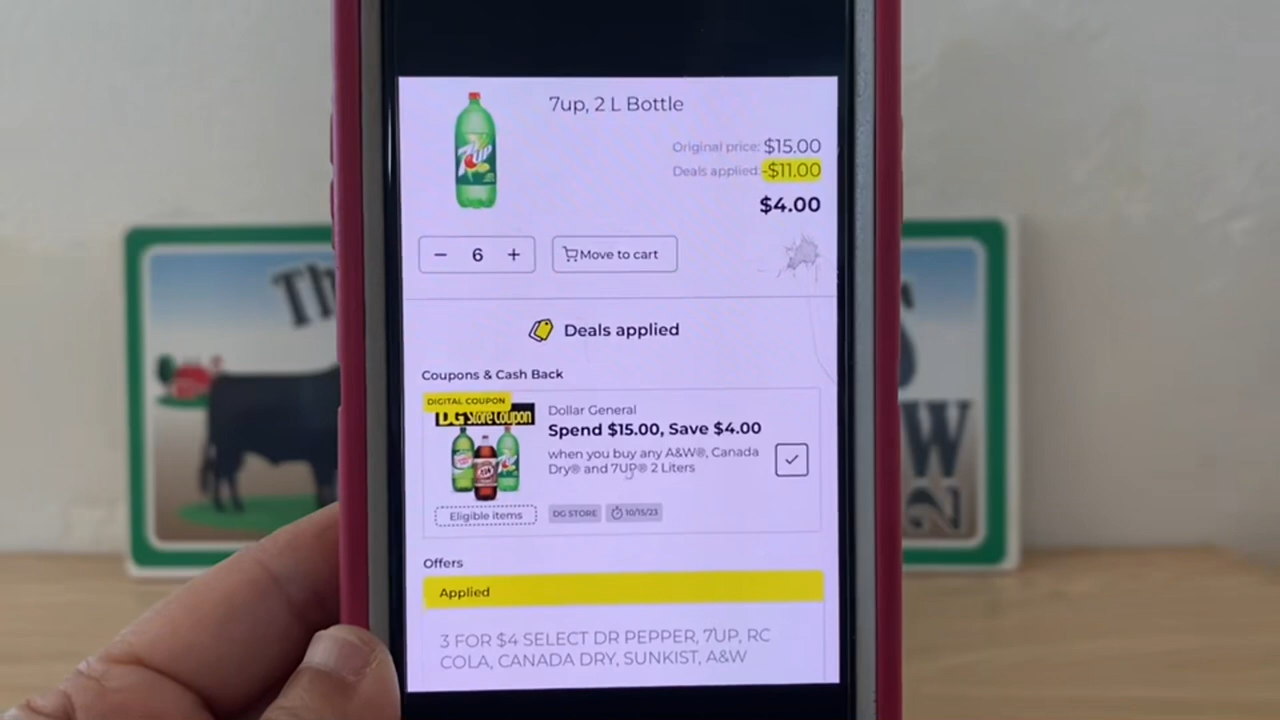 7up, 2 L Bottle
Original price: $15.00
Deals applied: -$11.00
$4.00
7UP
− 6 +
Move to cart
Deals applied
Coupons & Cash Back
DIGITAL COUPON
DG Store Coupon
Dollar General
Spend $15.00, Save $4.00
when you buy any A&W®, Canada
Dry® and 7UP® 2 Liters
Eligible items
DG STORE
10/15/23
Offers
Applied
3 FOR $4 SELECT DR PEPPER, 7UP, RC
COLA, CANADA DRY, SUNKIST, A&W
Th
S
W